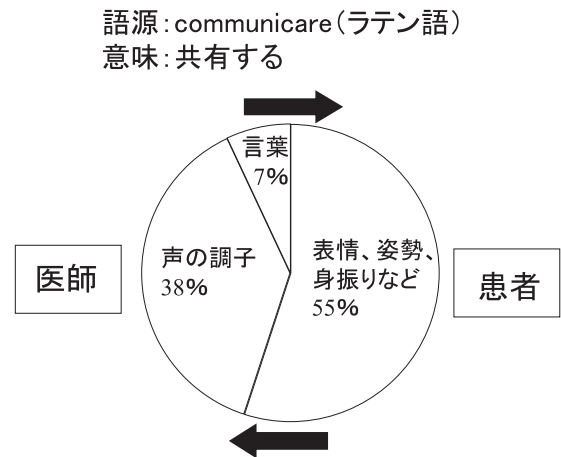 語源：communicare（ラテン語）
意味：共有する
言葉
7%
声の調子
38%
表情、姿勢、
身振りなど
55%
医師
患者